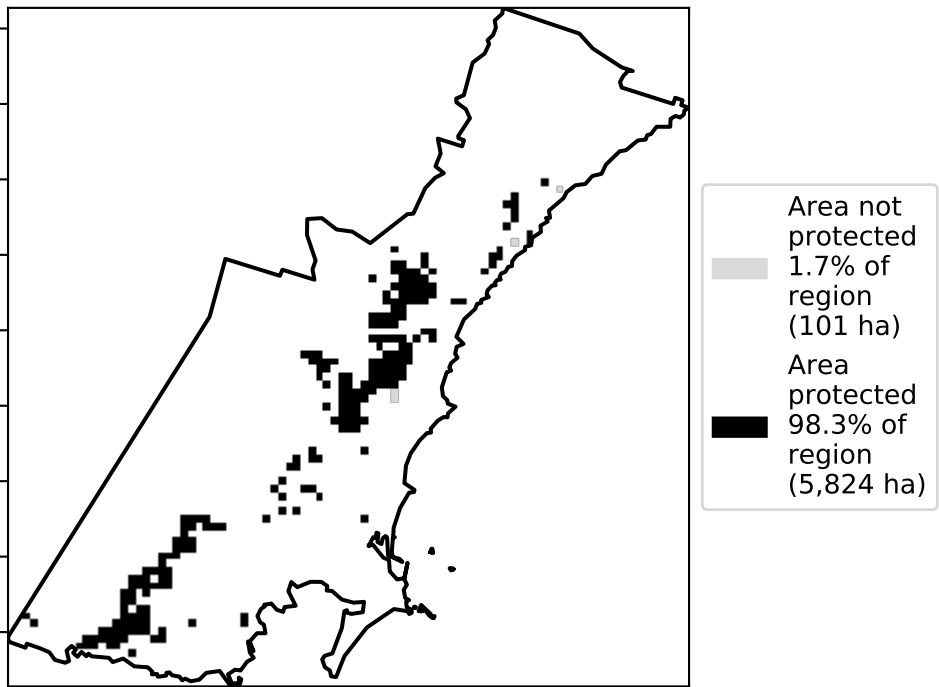 Area not
protected
1.7% of
region
(101 ha)
Area
protected
98.3% of
region
(5,824 ha)